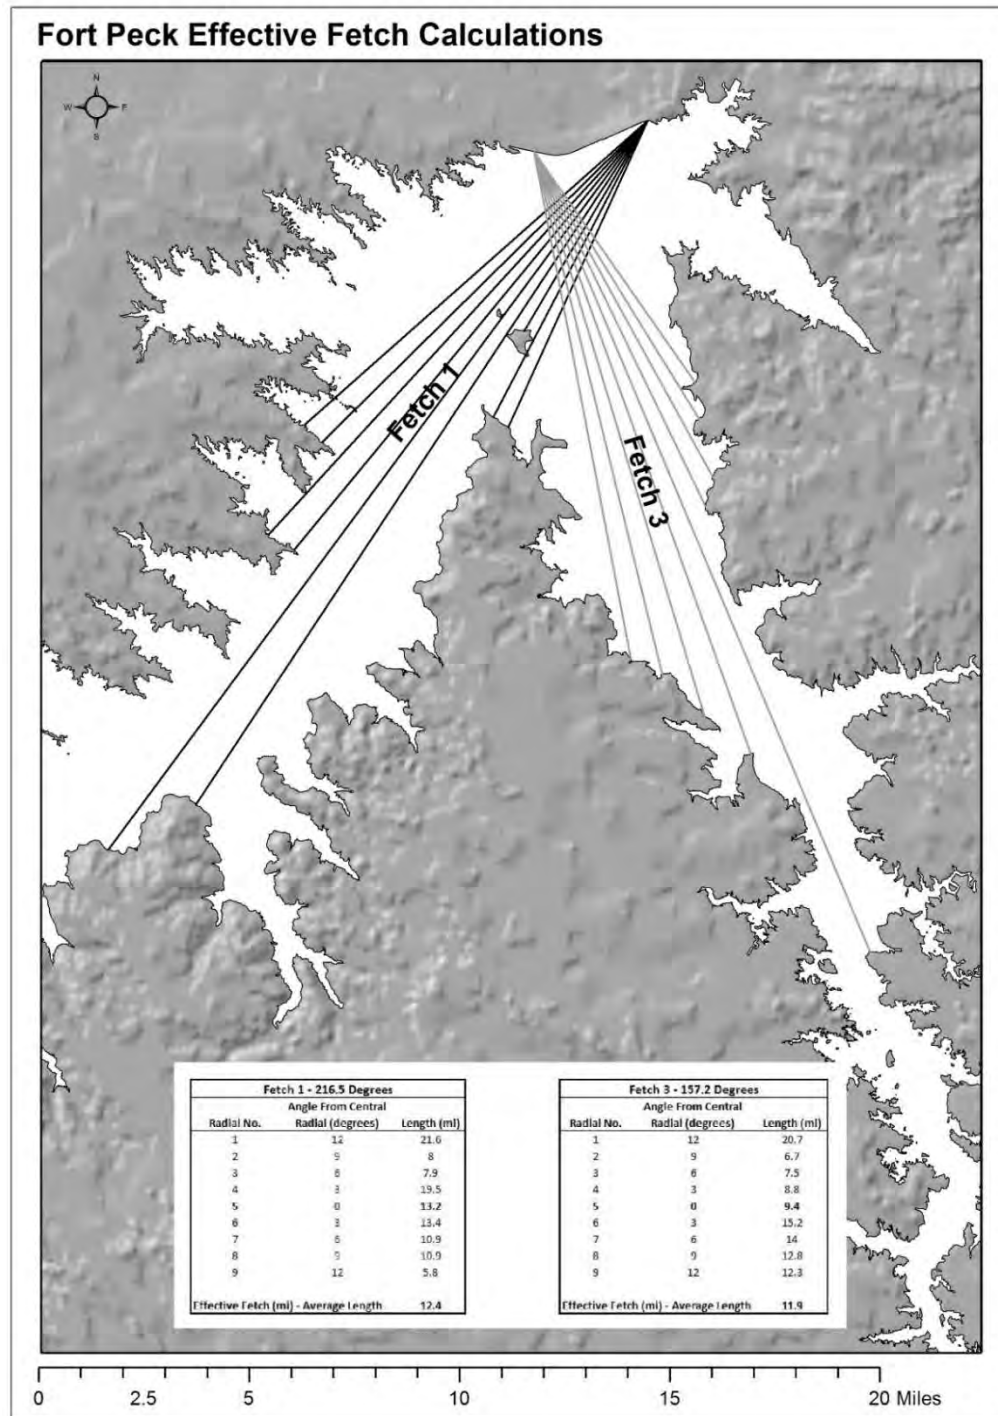 Fort Peck Effective Fetch Calculations
N
W E
S
Fetch 1
Fetch 3
Fetch 1 - 216.5 Degrees
Angle From Central
Radial No. Radial (degrees) Length (mi)
1 12 21.6
2 9 8
3 6 7.9
4 3 19.5
5 0 13.2
6 3 13.4
7 6 10.9
8 9 10.9
9 12 5.8
Effective Fetch (mi) - Average Length 12.4
Fetch 3 - 157.2 Degrees
Angle From Central
Radial No. Radial (degrees) Length (mi)
1 12 20.7
2 9 6.7
3 6 7.5
4 3 8.8
5 0 9.4
6 3 15.2
7 6 14
8 9 12.8
9 12 12.3
Effective Fetch (mi) - Average Length 11.9
0 2.5 5 10 15 20 Miles